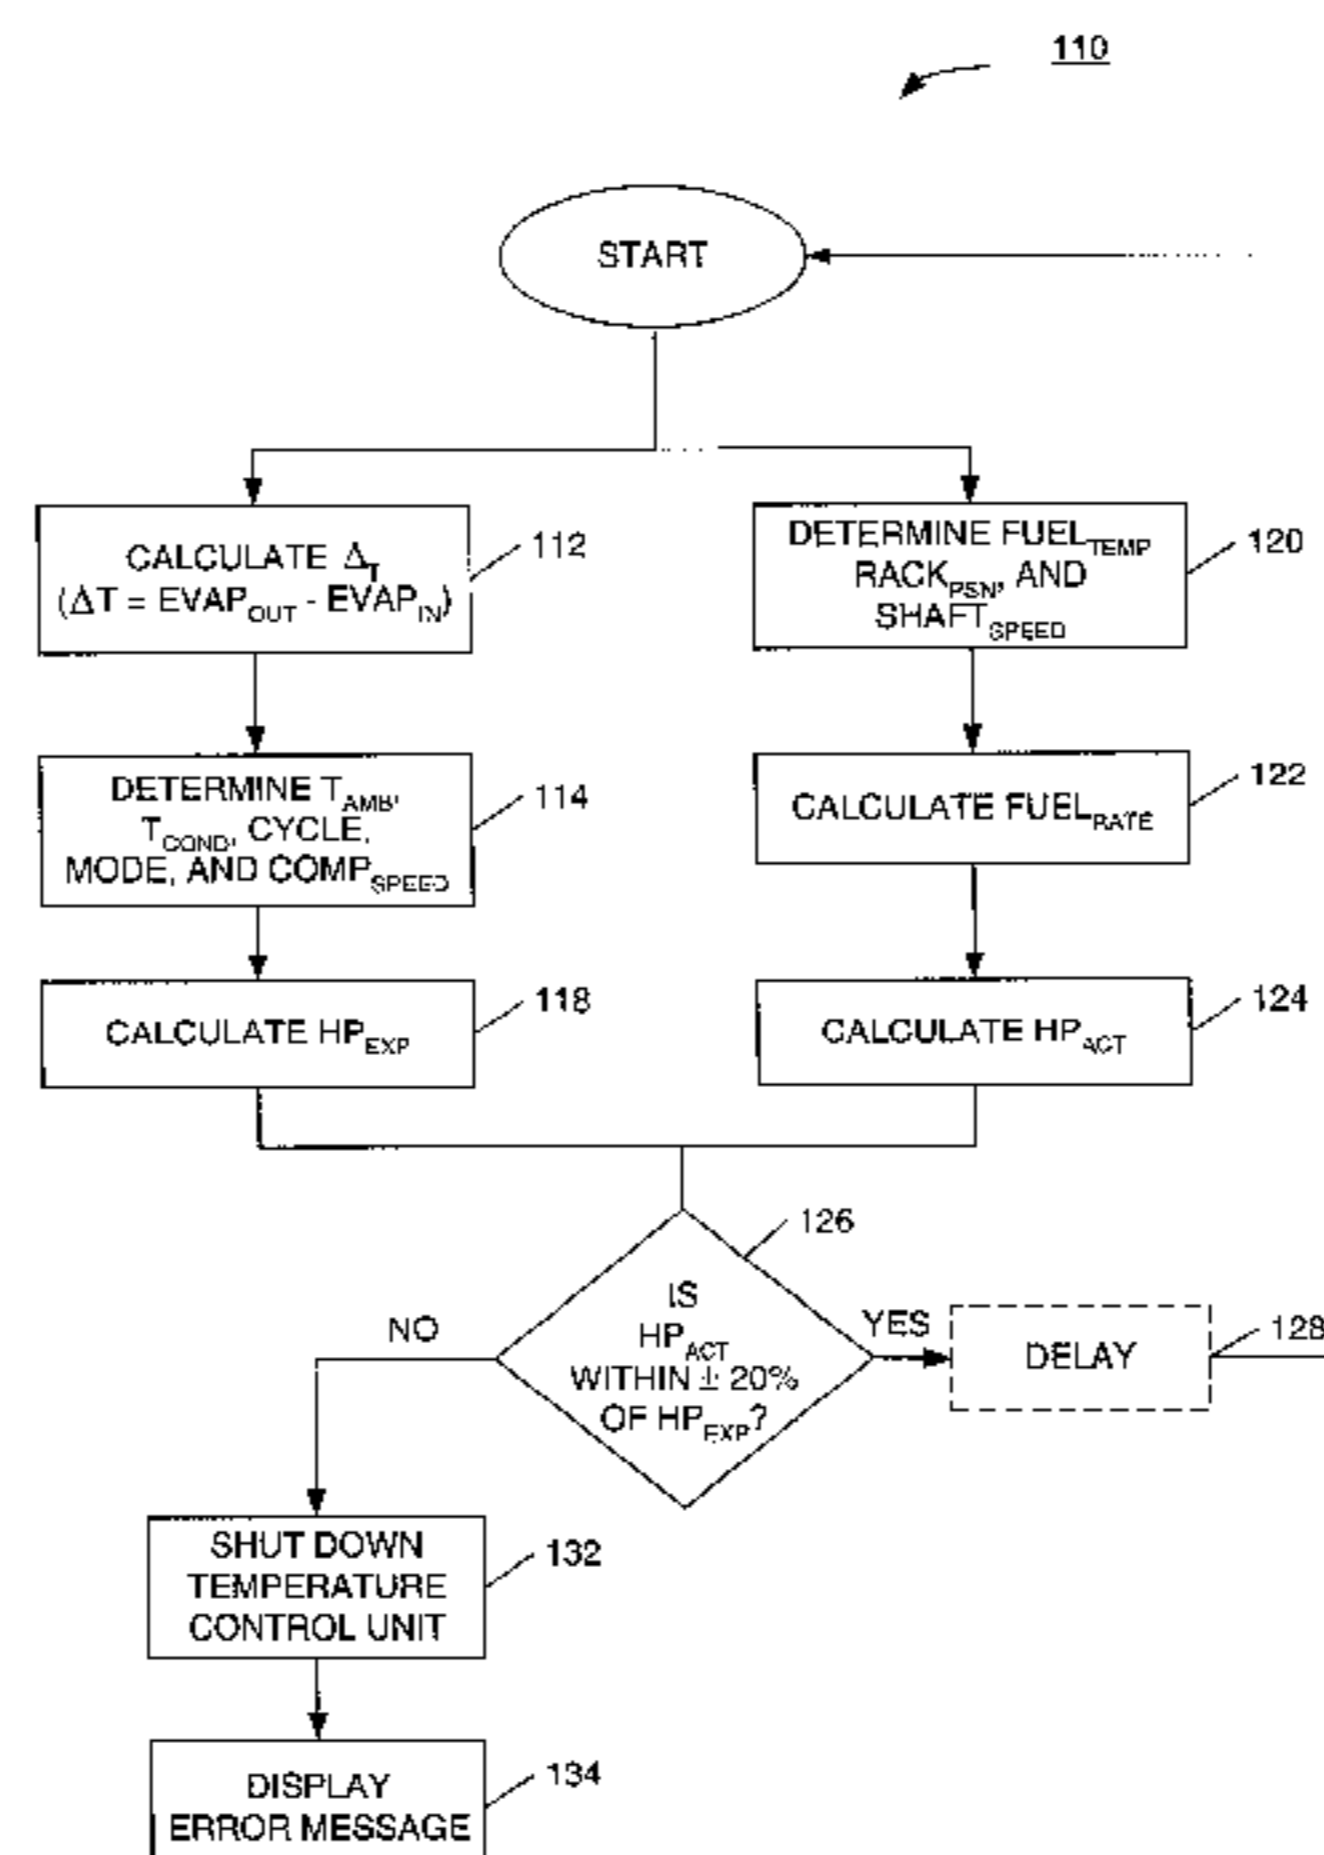 110
START
CALCULATE ΔT
(ΔT = EVAPOUT - EVAPIN)
112
DETERMINE FUELTEMP
RACKPSN, AND
SHAFTSPEED
120
DETERMINE TAMB,
TCOND, CYCLE,
MODE, AND COMPSPEED
114
CALCULATE FUELRATE
122
CALCULATE HPEXP
118
CALCULATE HPACT
124
126
IS
HPACT
WITHIN ± 20%
OF HPEXP?
NO
YES
DELAY
128
SHUT DOWN
TEMPERATURE
CONTROL UNIT
132
DISPLAY
ERROR MESSAGE
134